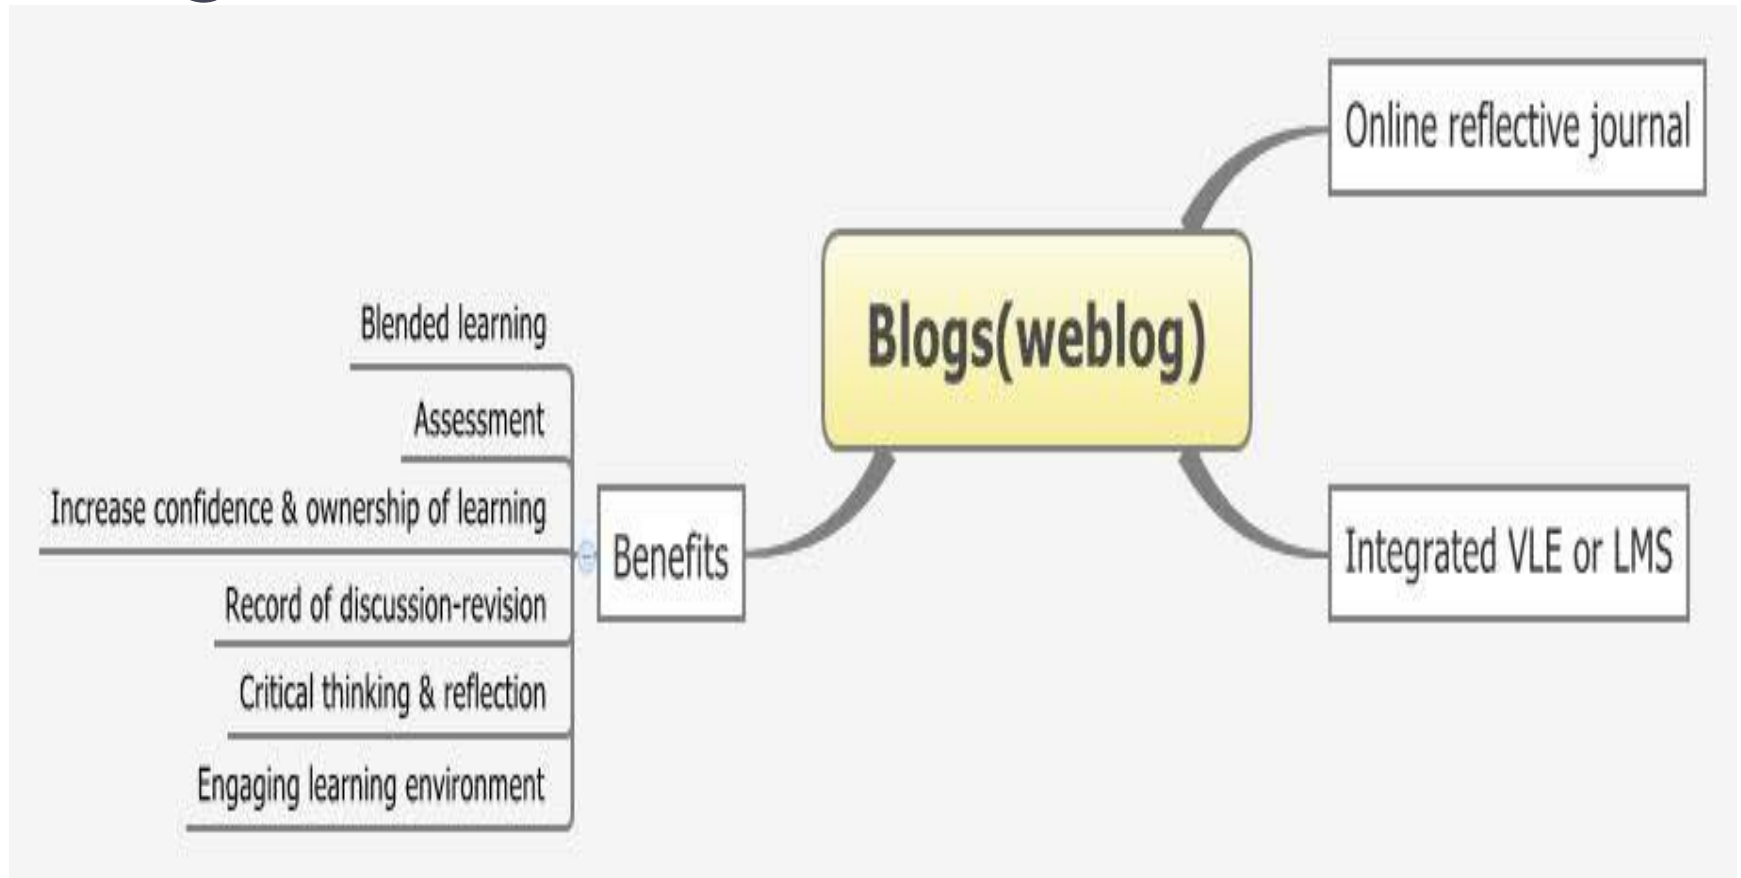 Online reflective journal
Blogs(weblog)
Blended learning
Assessment
Increase confidence & ownership of learning
Benefits
Integrated VLE or LMS
Record of discussion-revision
Critical thinking & reflection
Engaging learning environment